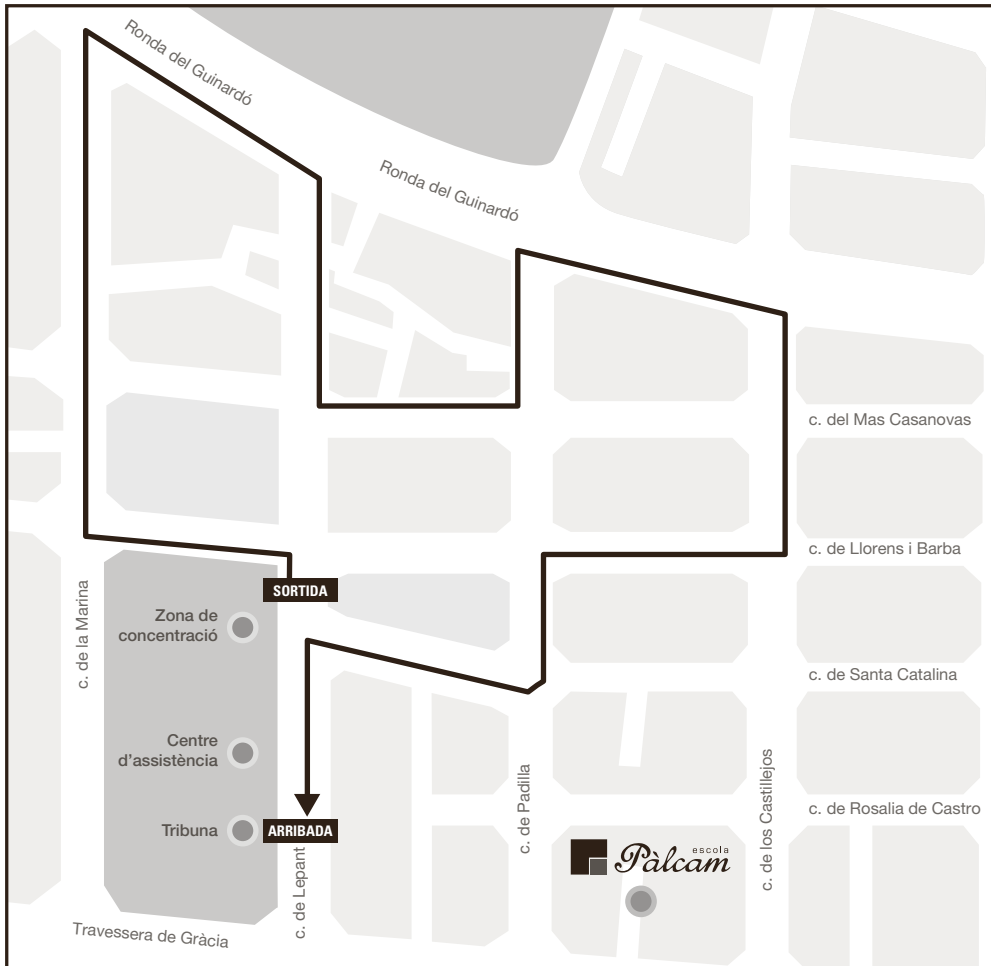 Ronda del Guinardó
Ronda del Guinardó
c. del Mas Casanovas
c. de Llorens i Barba
SORTIDA
Zona de
concentració
c. de la Marina
c. de Santa Catalina
Centre
d’assistència
c. de Padilla
c. de los Castillejos
c. de Rosalia de Castro
Tribuna
ARRIBADA
escola
Pàlcam
c. de Lepant
Travessera de Gràcia